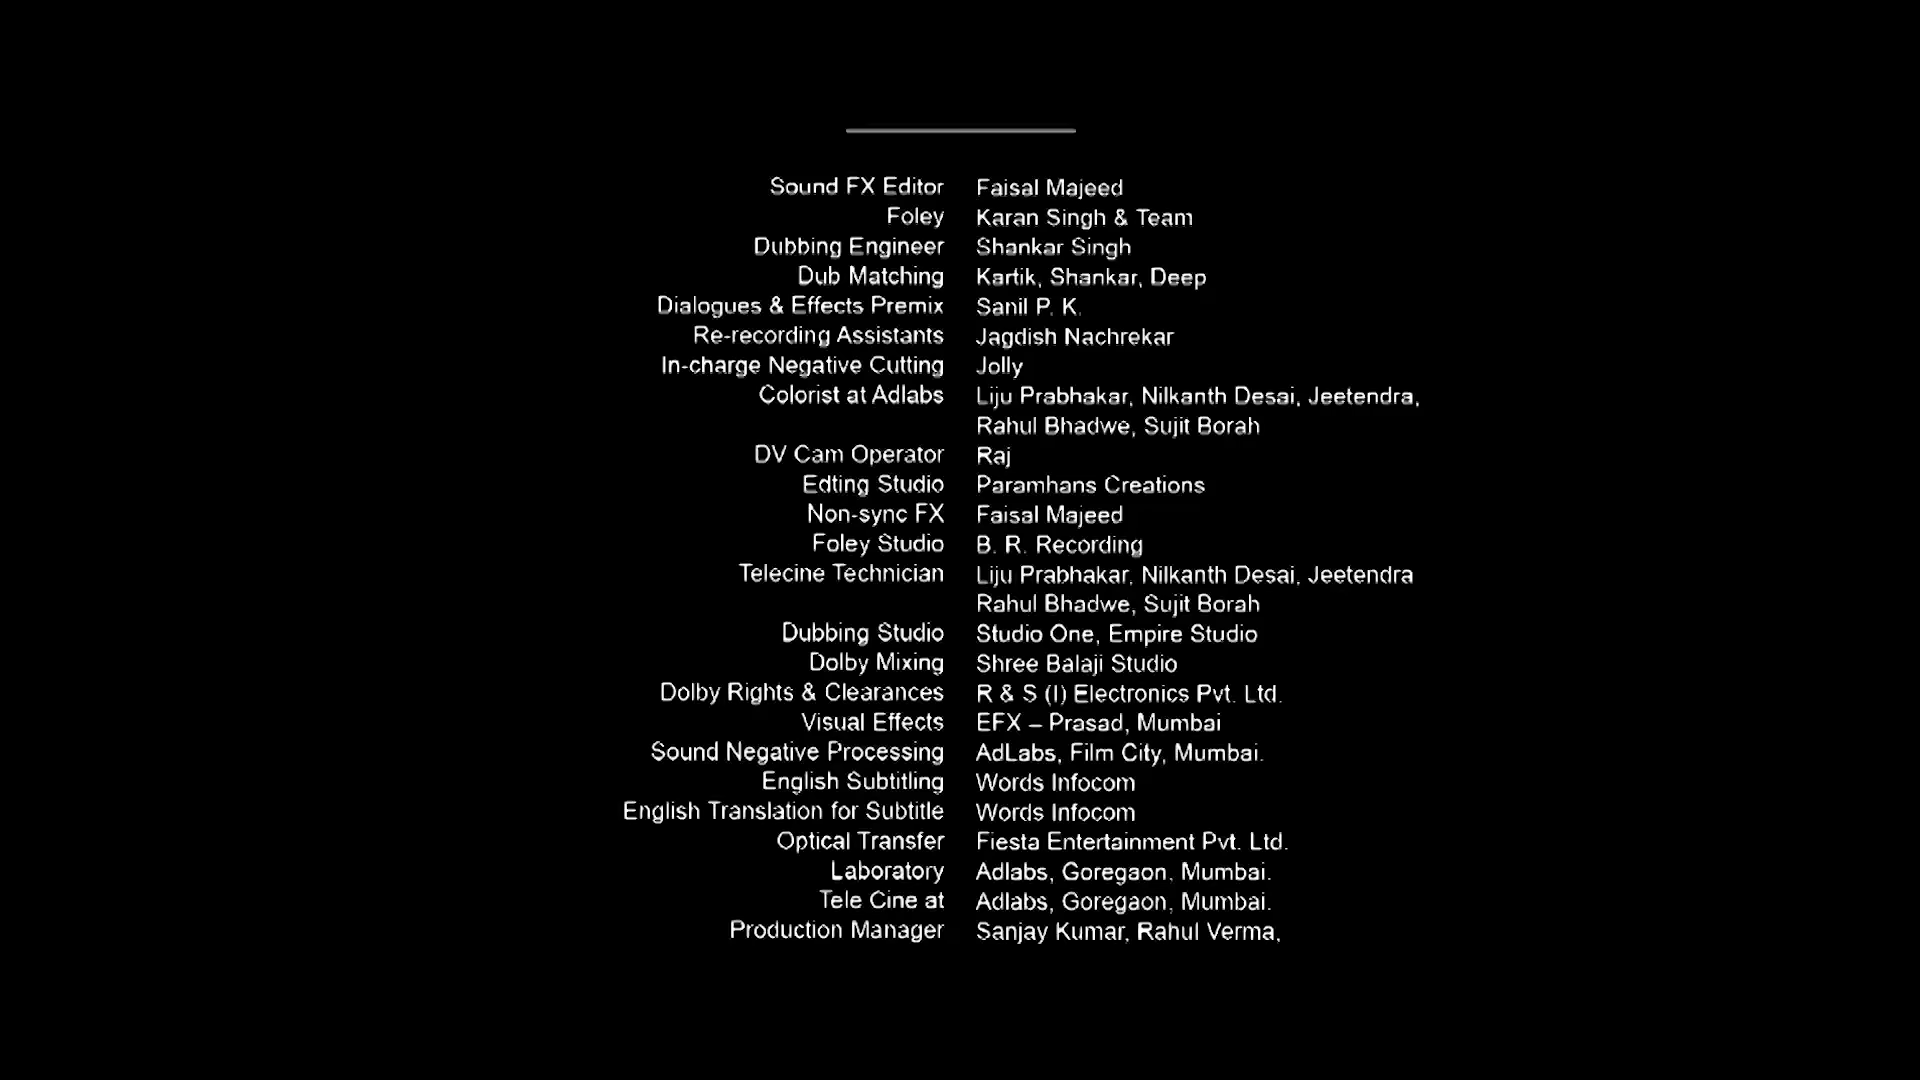 Sound FX Editor Faisal Majeed
Foley Karan Singh & Team
Dubbing Engineer Shankar Singh
Dub Matching Kartik, Shankar, Deep
Dialogues & Effects Premix Sanil P. K.
Re-recording Assistants Jagdish Nachrekar
In-charge Negative Cutting Jolly
Colorist at Adlabs Liju Prabhakar, Nilkanth Desai, Jeetendra,
Rahul Bhadwe, Sujit Borah
DV Cam Operator Raj
Edting Studio Paramhans Creations
Non-sync FX Faisal Majeed
Foley Studio B. R. Recording
Telecine Technician Liju Prabhakar, Nilkanth Desai, Jeetendra
Rahul Bhadwe, Sujit Borah
Dubbing Studio Studio One, Empire Studio
Dolby Mixing Shree Balaji Studio
Dolby Rights & Clearances R & S (I) Electronics Pvt. Ltd.
Visual Effects EFX – Prasad, Mumbai
Sound Negative Processing AdLabs, Film City, Mumbai.
English Subtitling Words Infocom
English Translation for Subtitle Words Infocom
Optical Transfer Fiesta Entertainment Pvt. Ltd.
Laboratory Adlabs, Goregaon, Mumbai.
Tele Cine at Adlabs, Goregaon, Mumbai.
Production Manager Sanjay Kumar, Rahul Verma,